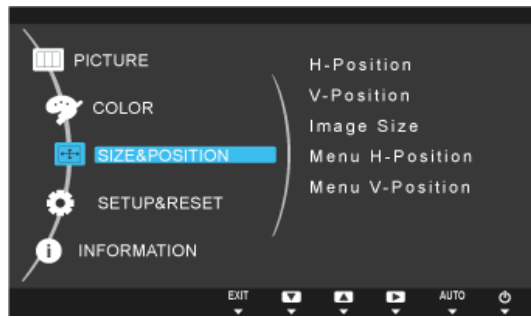 PICTURE
COLOR
SIZE&POSITION
SETUP&RESET
INFORMATION
H-Position
V-Position
Image Size
Menu H-Position
Menu V-Position
EXIT
AUTO